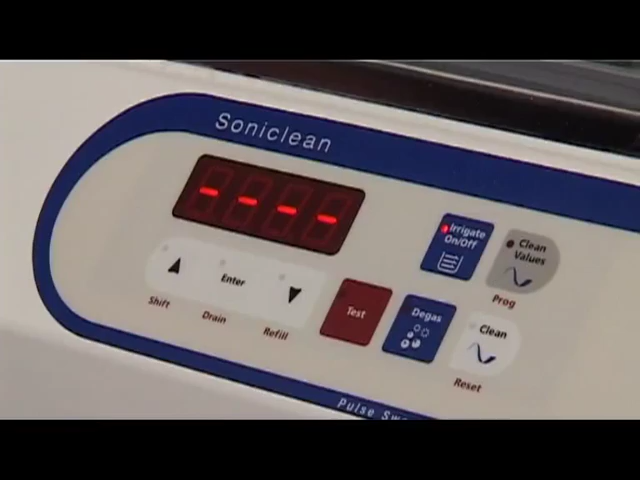 Soniclean
- - - -
Irrigate
On/Off
Clean
Values
Prog
Enter
Shift
Drain
Refill
Test
Degas
Clean
Reset
Pulse